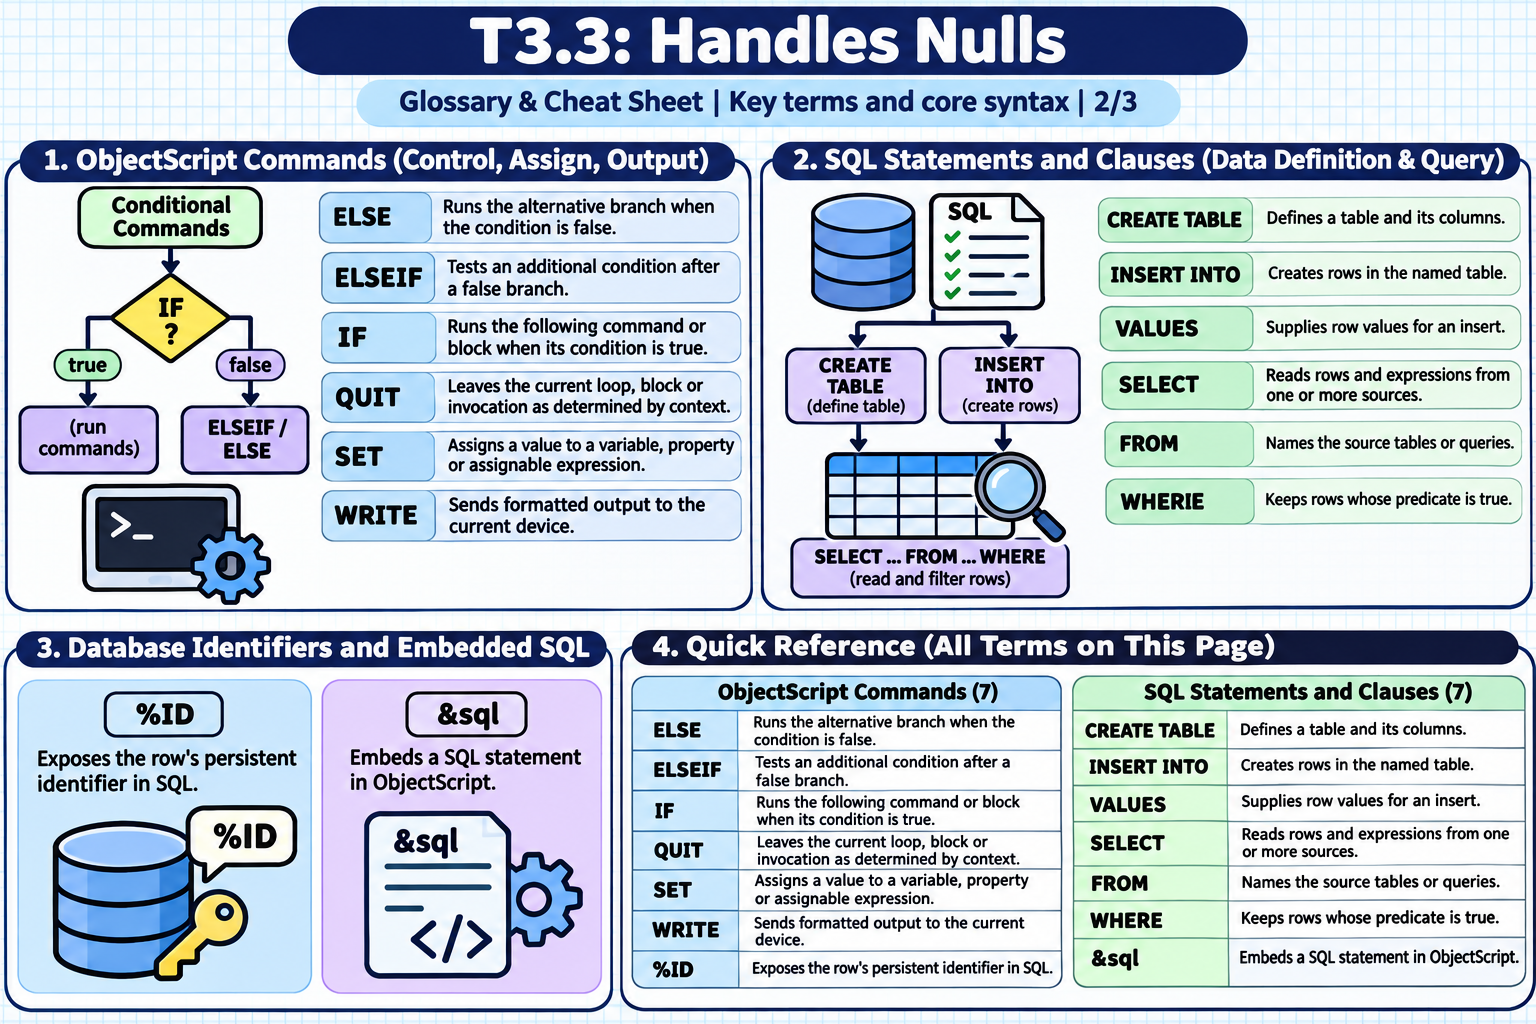 T3.3: Handles Nulls
Glossary & Cheat Sheet | Key terms and core syntax | 2/3
1. ObjectScript Commands (Control, Assign, Output)
Conditional
Commands
IF
?
true
false
(run
commands)
ELSEIF /
ELSE
>_
ELSE
Runs the alternative branch when
the condition is false.
ELSEIF
Tests an additional condition after
a false branch.
IF
Runs the following command or
block when its condition is true.
QUIT
Leaves the current loop, block or
invocation as determined by context.
SET
Assigns a value to a variable, property
or assignable expression.
WRITE
Sends formatted output to the
current device.
2. SQL Statements and Clauses (Data Definition & Query)
SQL
CREATE
TABLE
(define table)
INSERT
INTO
(create rows)
SELECT ... FROM ... WHERE
(read and filter rows)
CREATE TABLE
Defines a table and its columns.
INSERT INTO
Creates rows in the named table.
VALUES
Supplies row values for an insert.
SELECT
Reads rows and expressions from
one or more sources.
FROM
Names the source tables or queries.
WHERIE
Keeps rows whose predicate is true.
3. Database Identifiers and Embedded SQL
%ID
Exposes the row's persistent
identifier in SQL.
%ID
&sql
Embeds a SQL statement
in ObjectScript.
&sql
</>
4. Quick Reference (All Terms on This Page)
ObjectScript Commands (7)
ELSE
Runs the alternative branch when the
condition is false.
ELSEIF
Tests an additional condition after a
false branch.
IF
Runs the following command or block
when its condition is true.
QUIT
Leaves the current loop, block or
invocation as determined by context.
SET
Assigns a value to a variable, property
or assignable expression.
WRITE
Sends formatted output to the current
device.
%ID
Exposes the row's persistent identifier in SQL.
SQL Statements and Clauses (7)
CREATE TABLE
Defines a table and its columns.
INSERT INTO
Creates rows in the named table.
VALUES
Supplies row values for an insert.
SELECT
Reads rows and expressions from one
or more sources.
FROM
Names the source tables or queries.
WHERE
Keeps rows whose predicate is true.
&sql
Embeds a SQL statement in ObjectScript.